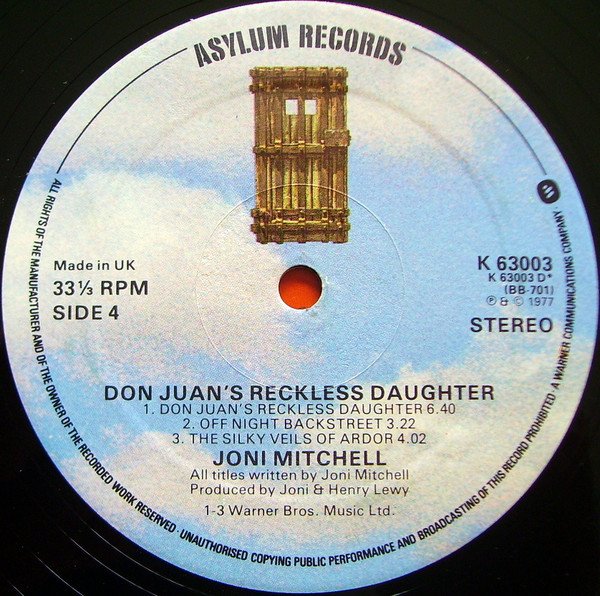 ASYLUM RECORDS
Made in UK
33⅓ RPM
SIDE 4
K 63003
K 63003 D*
(BB-701)
℗ & © 1977
STEREO
DON JUAN'S RECKLESS DAUGHTER
1. DON JUAN'S RECKLESS DAUGHTER 6.40
2. OFF NIGHT BACKSTREET 3.22
3. THE SILKY VEILS OF ARDOR 4.02
JONI MITCHELL
All titles written by Joni Mitchell
Produced by Joni & Henry Lewy
1-3 Warner Bros. Music Ltd.
ALL RIGHTS OF THE MANUFACTURER AND OF THE OWNER OF THE RECORDED WORK RESERVED · UNAUTHORISED COPYING PUBLIC PERFORMANCE AND BROADCASTING OF THIS RECORD PROHIBITED · A WARNER COMMUNICATIONS COMPANY